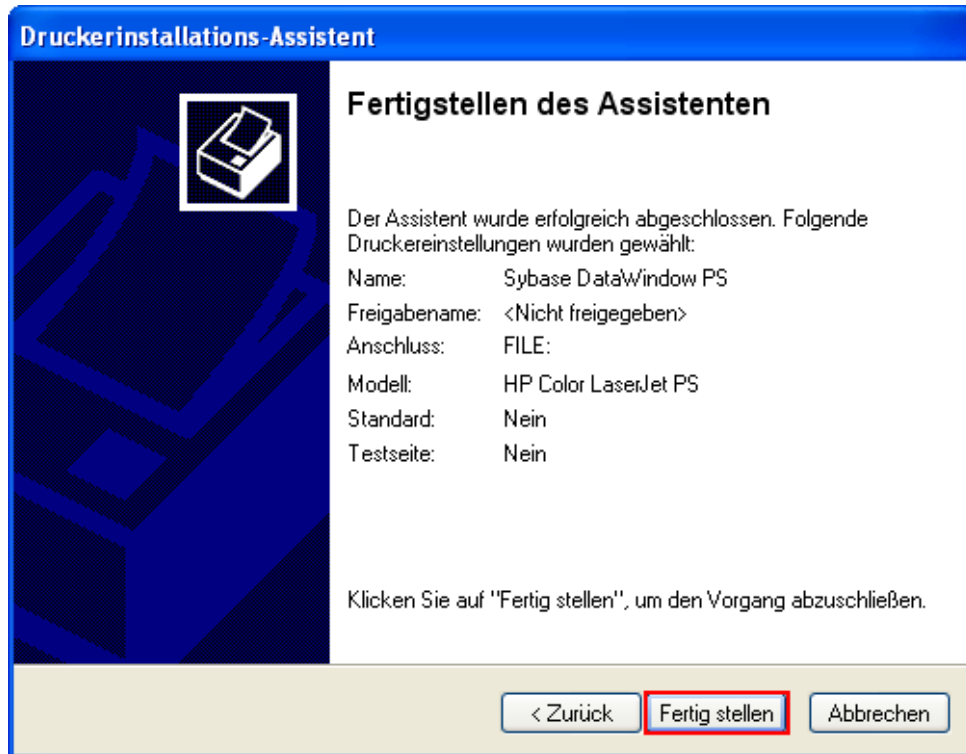 Druckerinstallations-Assistent
Fertigstellen des Assistenten
Der Assistent wurde erfolgreich abgeschlossen. Folgende
Druckereinstellungen wurden gewählt:
Name: Sybase DataWindow PS
Freigabename: <Nicht freigegeben>
Anschluss: FILE:
Modell: HP Color LaserJet PS
Standard: Nein
Testseite: Nein
Klicken Sie auf "Fertig stellen", um den Vorgang abzuschließen.
< Zurück Fertig stellen Abbrechen